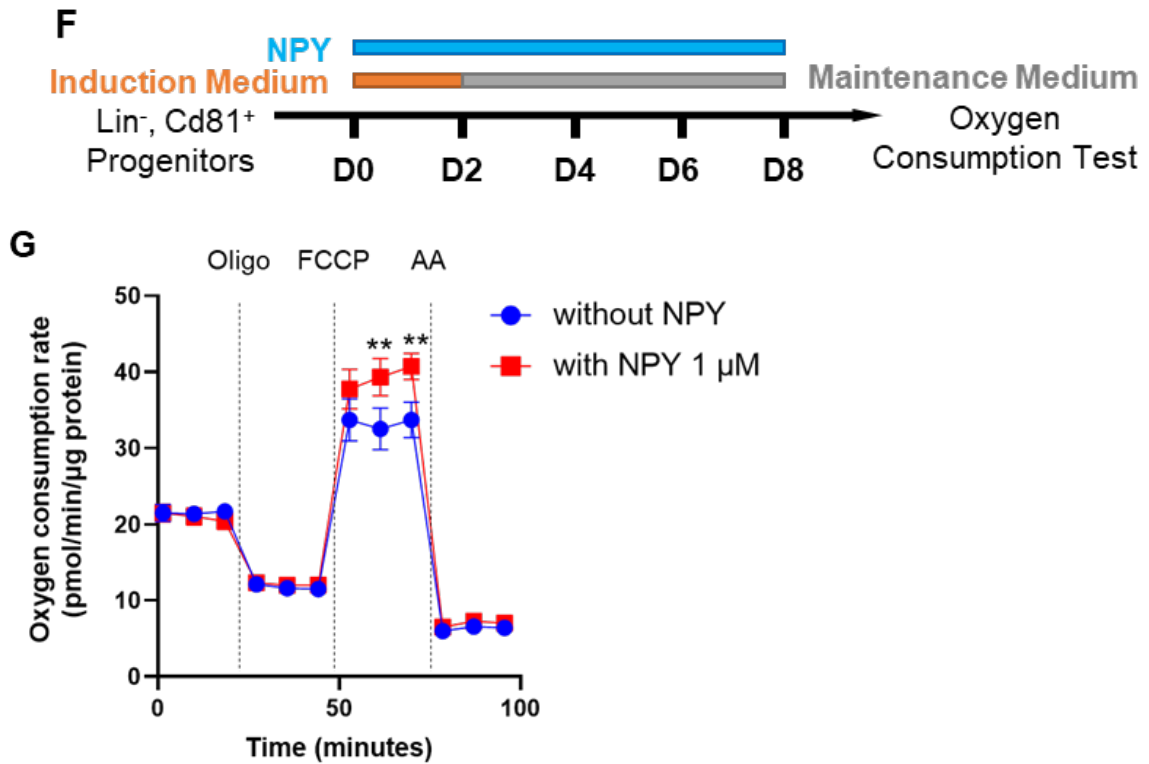 F
NPY
Induction Medium
Maintenance Medium
Lin-, Cd81+
Progenitors
D0 D2 D4 D6 D8
Oxygen
Consumption Test
G
Oligo FCCP AA
Oxygen consumption rate
(pmol/min/µg protein)
50
40
30
20
10
0
** **
without NPY
with NPY 1 µM
0 50 100
Time (minutes)